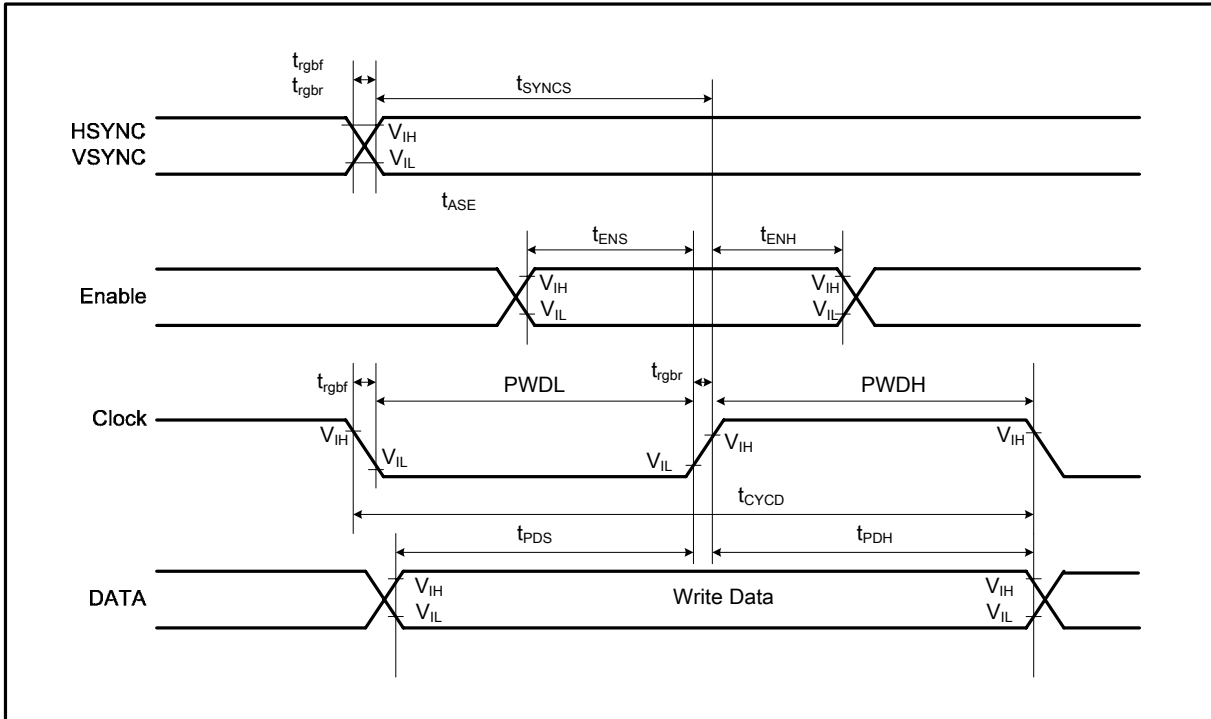 t_rgbf
t_rgbr
t_SYNCS
HSYNC
VSYNC
V_IH
V_IL
t_ASE
t_ENS
t_ENH
Enable
V_IH
V_IL
V_IH
V_IL
t_rgbf
PWDL
t_rgbr
PWDH
Clock
V_IH
V_IL
V_IL
V_IH
V_IH
t_CYCD
t_PDS
t_PDH
DATA
V_IH
V_IL
Write Data
V_IH
V_IL